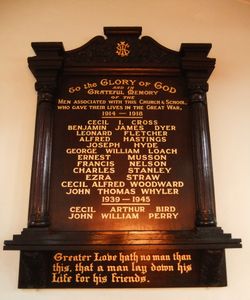 To the Glory of God
and in
Grateful Memory
of the
Men associated with this Church & School,
who gave their lives in the Great War.
1914 — 1918
CECIL I. CROSS
BENJAMIN JAMES DYER
LEONARD FLETCHER
ALFRED HASTINGS
JOSEPH HYDE
GEORGE WILLIAM LOACH
ERNEST MUSSON
FRANCIS NELSON
CHARLES STANLEY
EZRA STRAW
CECIL ALFRED WOODWARD
JOHN THOMAS WHYLER
1939 — 1945
CECIL ARTHUR BIRD
JOHN WILLIAM PERRY
Greater Love hath no man than
this, that a man lay down his
Life for his friends.